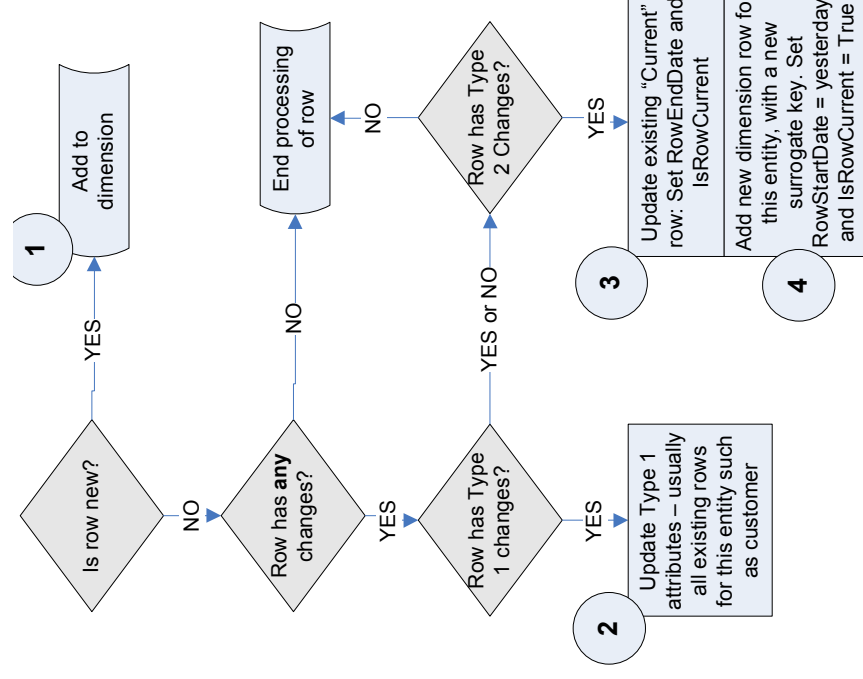 Is row new?
YES
Add to
dimension
1
NO
Row has any
changes?
NO
End processing
of row
YES
Row has Type
1 changes?
YES or NO
Row has Type
2 Changes?
NO
YES
Update Type 1
attributes – usually
all existing rows
for this entity such
as customer
2
YES
Update existing “Current”
row: Set RowEndDate and
IsRowCurrent
3
Add new dimension row
this entity, with a new
surrogate key. Set
RowStartDate = yesterday
and IsRowCurrent = True
4